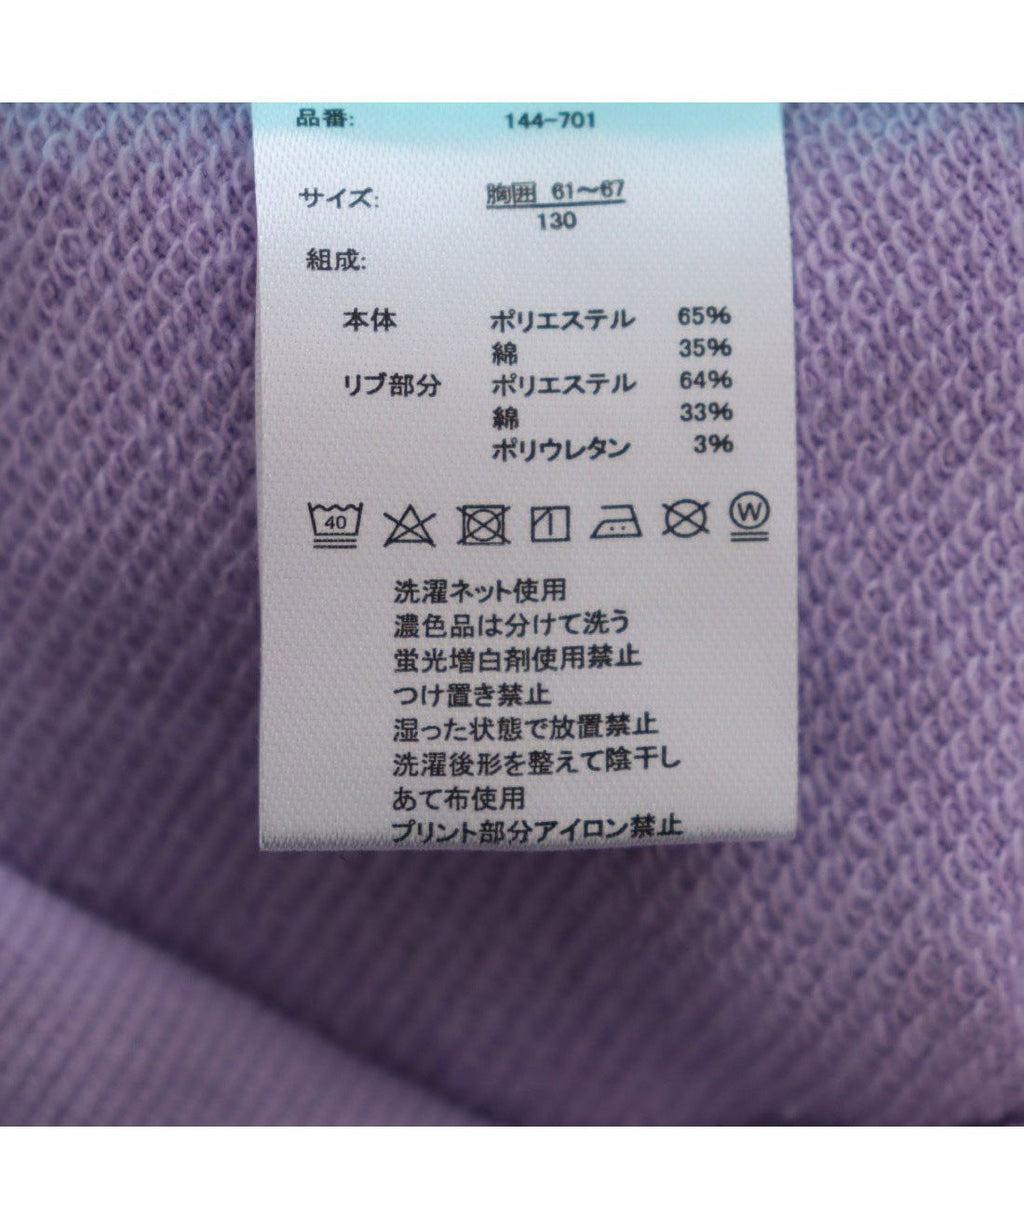 品番: 144-701
サイズ: 胸囲 61～67
130
組成:
本体 ポリエステル 65%
綿 35%
リブ部分 ポリエステル 64%
綿 33%
ポリウレタン 3%
40 W
洗濯ネット使用
濃色品は分けて洗う
蛍光増白剤使用禁止
つけ置き禁止
湿った状態で放置禁止
洗濯後形を整えて陰干し
あて布使用
プリント部分アイロン禁止